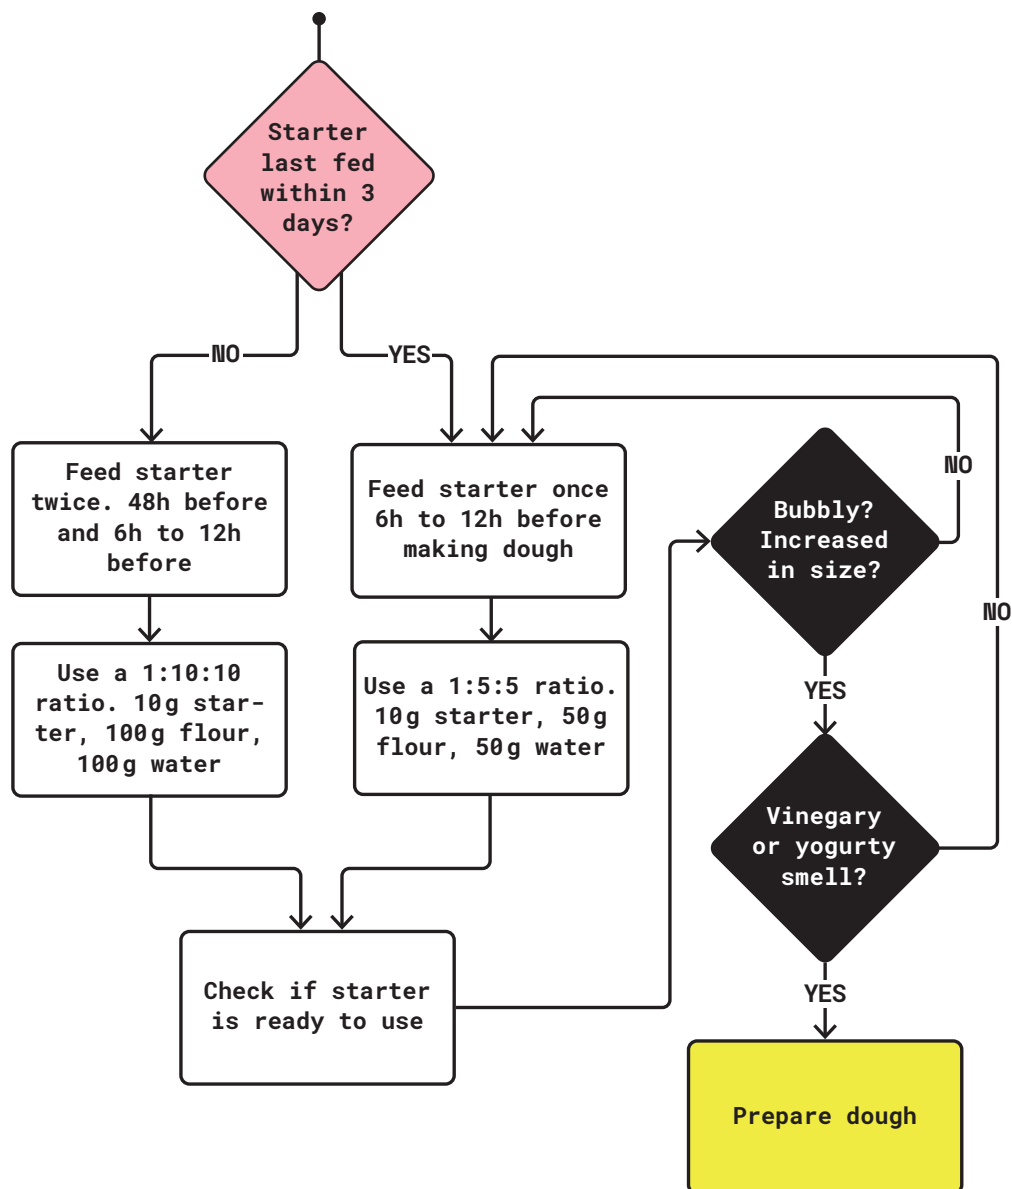 Starter
last fed
within 3
days?
NO
YES
Feed starter
twice. 48h before
and 6h to 12h
before
Feed starter once
6h to 12h before
making dough
Bubbly?
Increased
in size?
NO
NO
Use a 1:10:10
ratio. 10g star-
ter, 100g flour,
100g water
Use a 1:5:5 ratio.
10g starter, 50g
flour, 50g water
YES
Vinegary
or yogurty
smell?
Check if starter
is ready to use
YES
Prepare dough